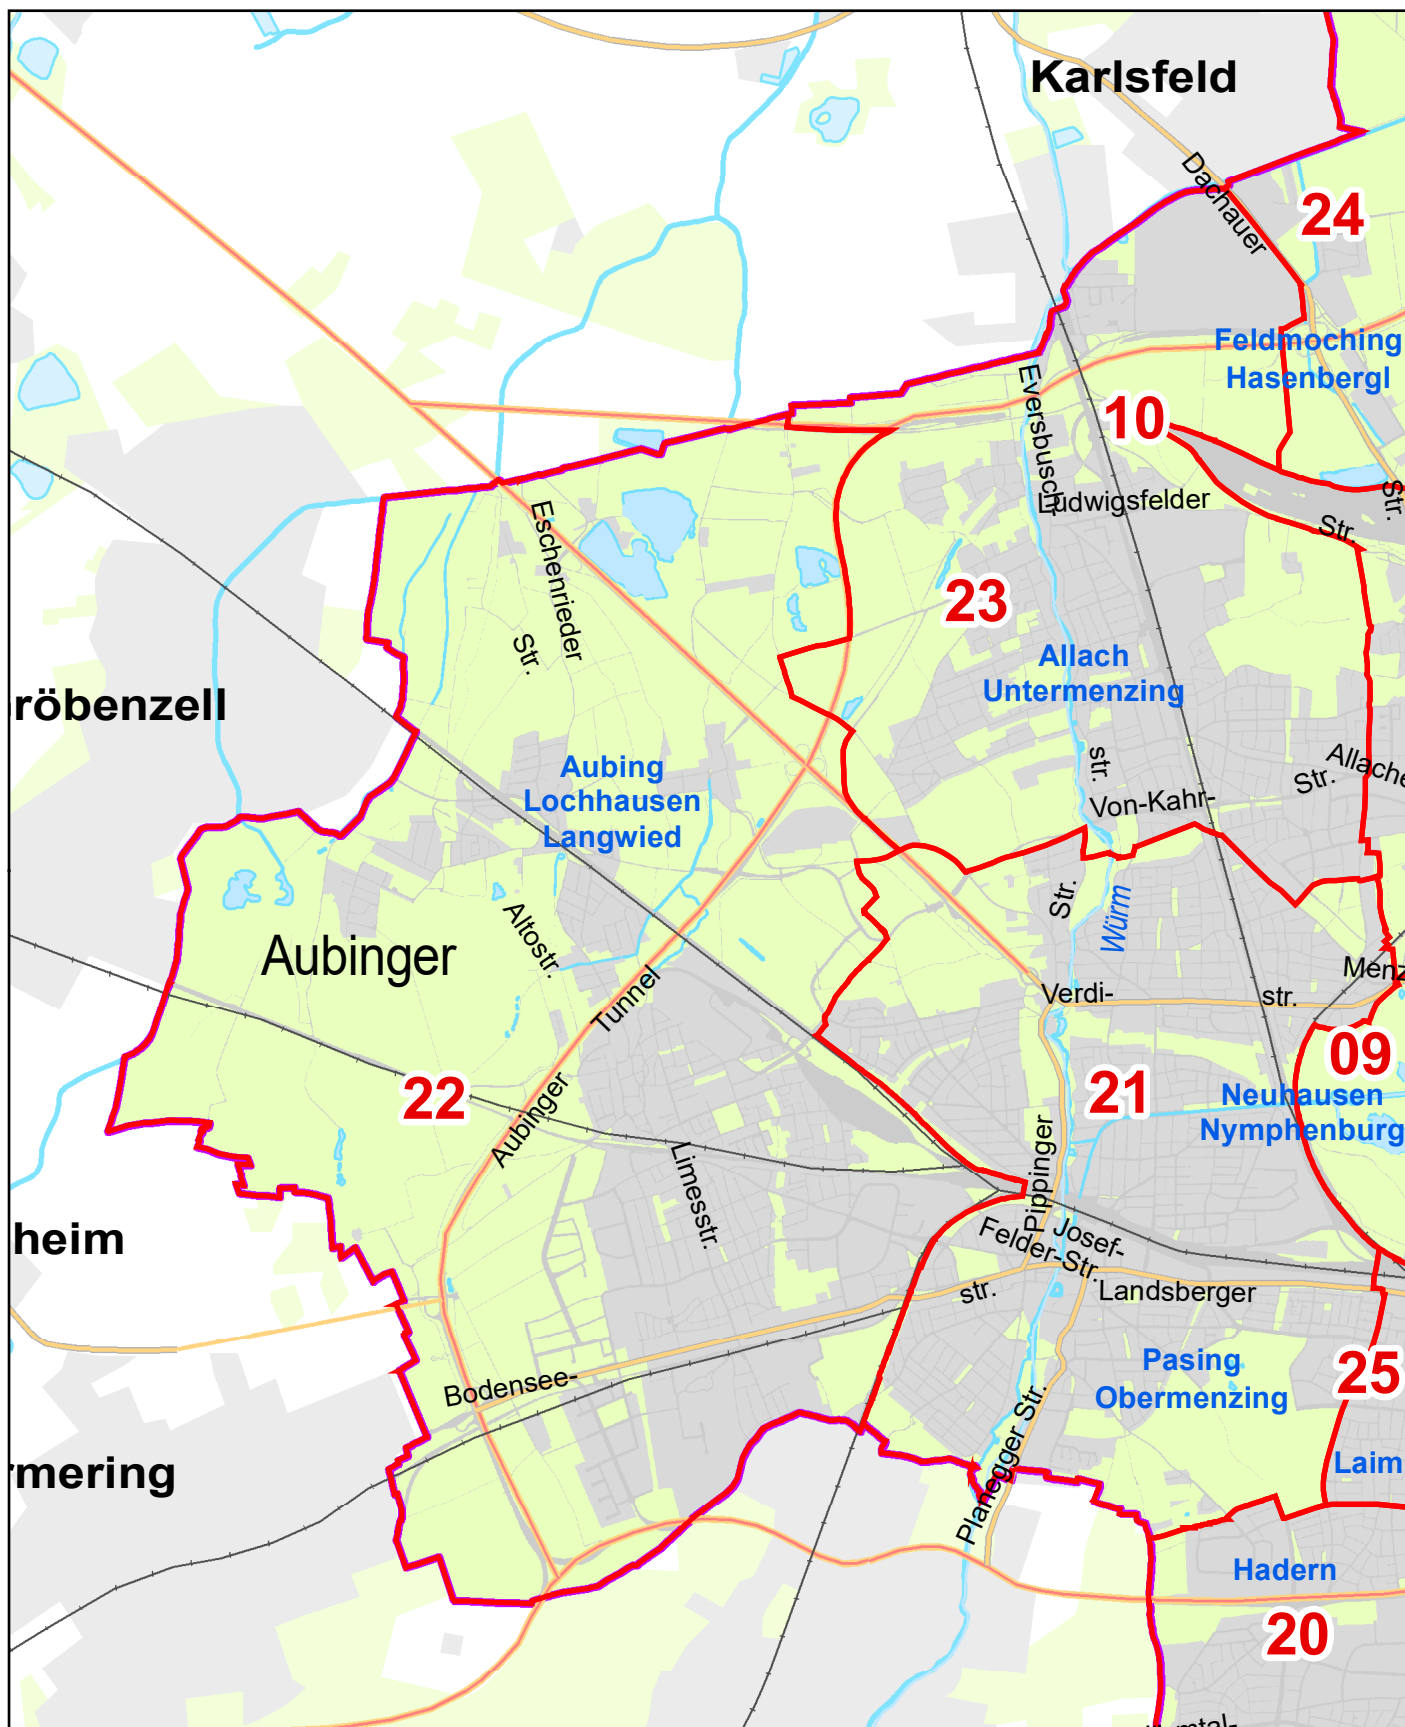 Karlsfeld
Dachauer
24
Feldmoching
Hasenbergl
10
Eversbusch-
Ludwigsfelder
Str.
Str.
Eschenrieder
Str.
23
Allach
Untermenzing
röbenzell
Aubing
Lochhausen
Langwied
str.
Von-Kahr-
Str.
Allache
Str.
Würm
Altostr.
Aubinger
Tunnel
Menz
Verdi-
str.
09
22
21
Neuhausen
Nymphenburg
Aubinger
Limesstr.
Pippinger
heim
Josef-
Felder-Str.
str.
Landsberger
Pasing
Obermenzing
25
Bodensee-
Planegger Str.
rmering
Laim
Hadern
20